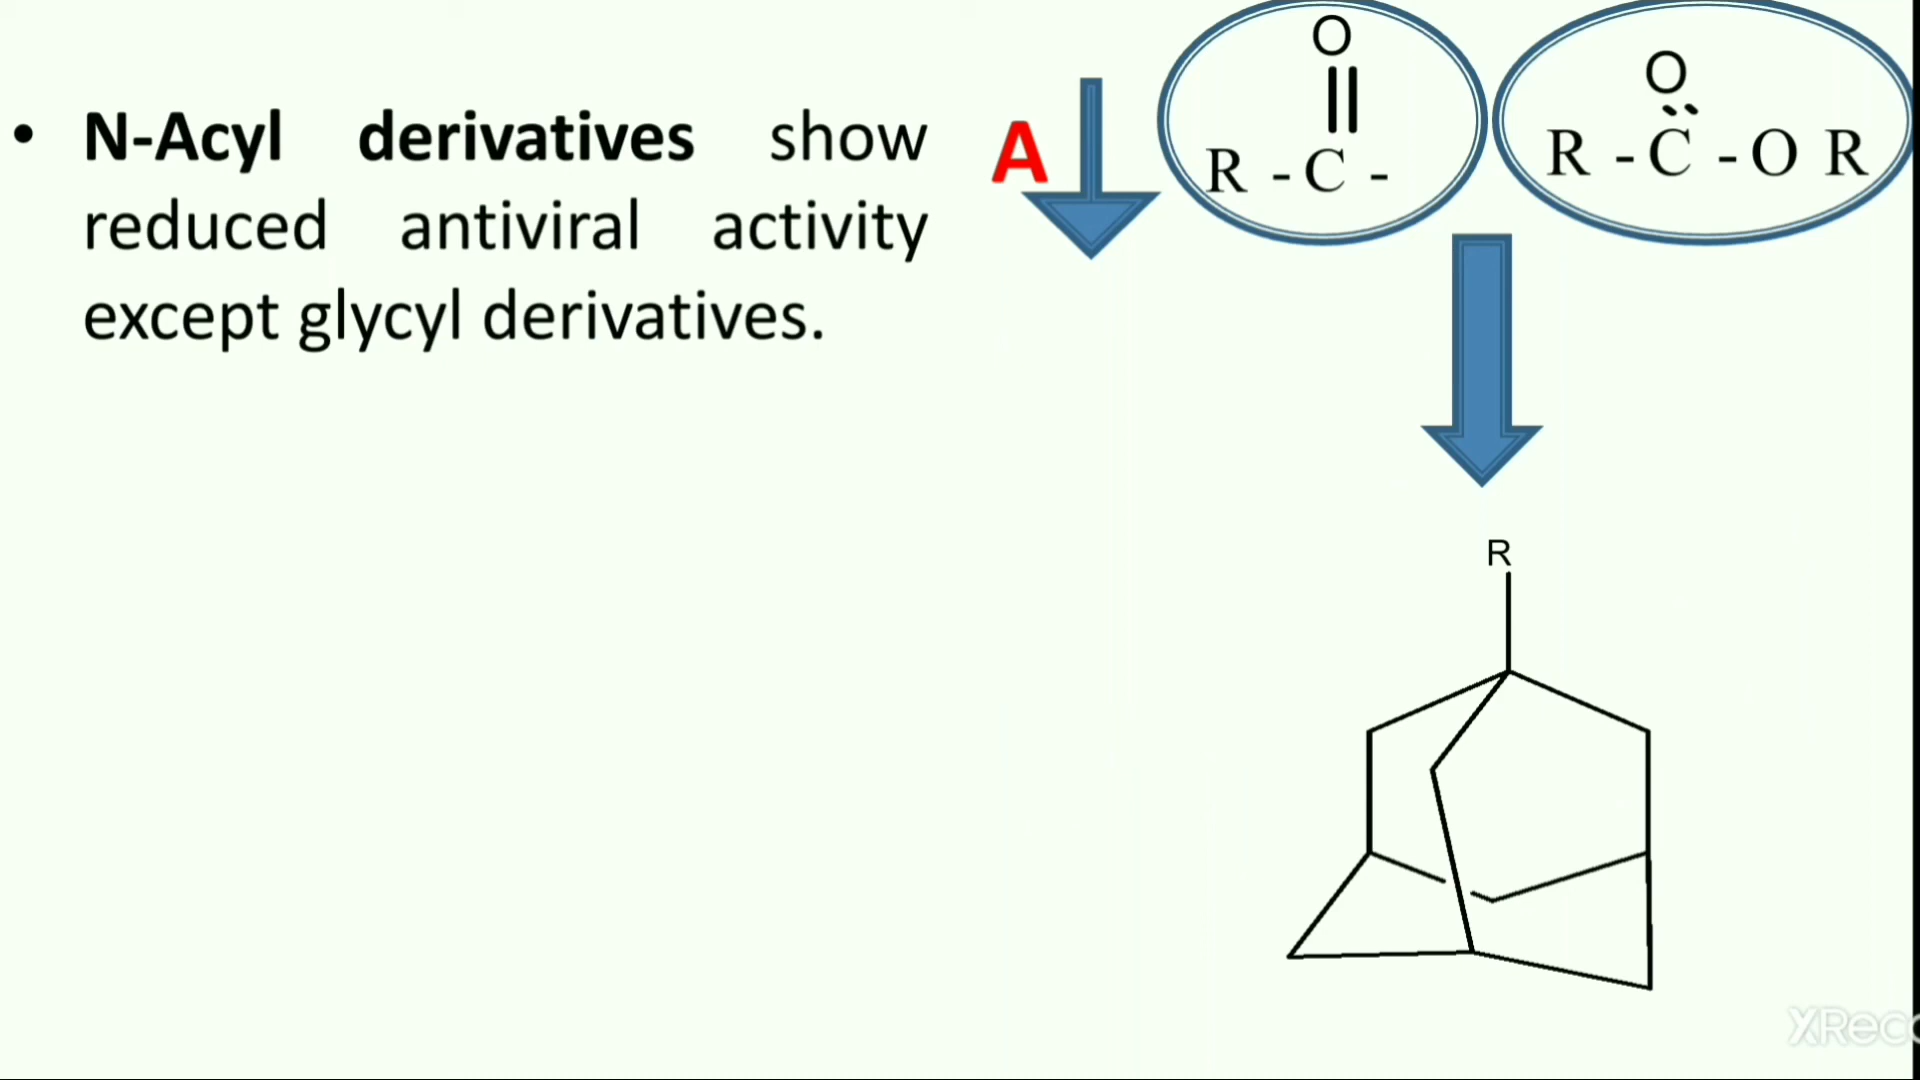 • N-Acyl derivatives show
reduced antiviral activity
except glycyl derivatives.
A
O
R - C -
O
R - C - O R
R
XRec